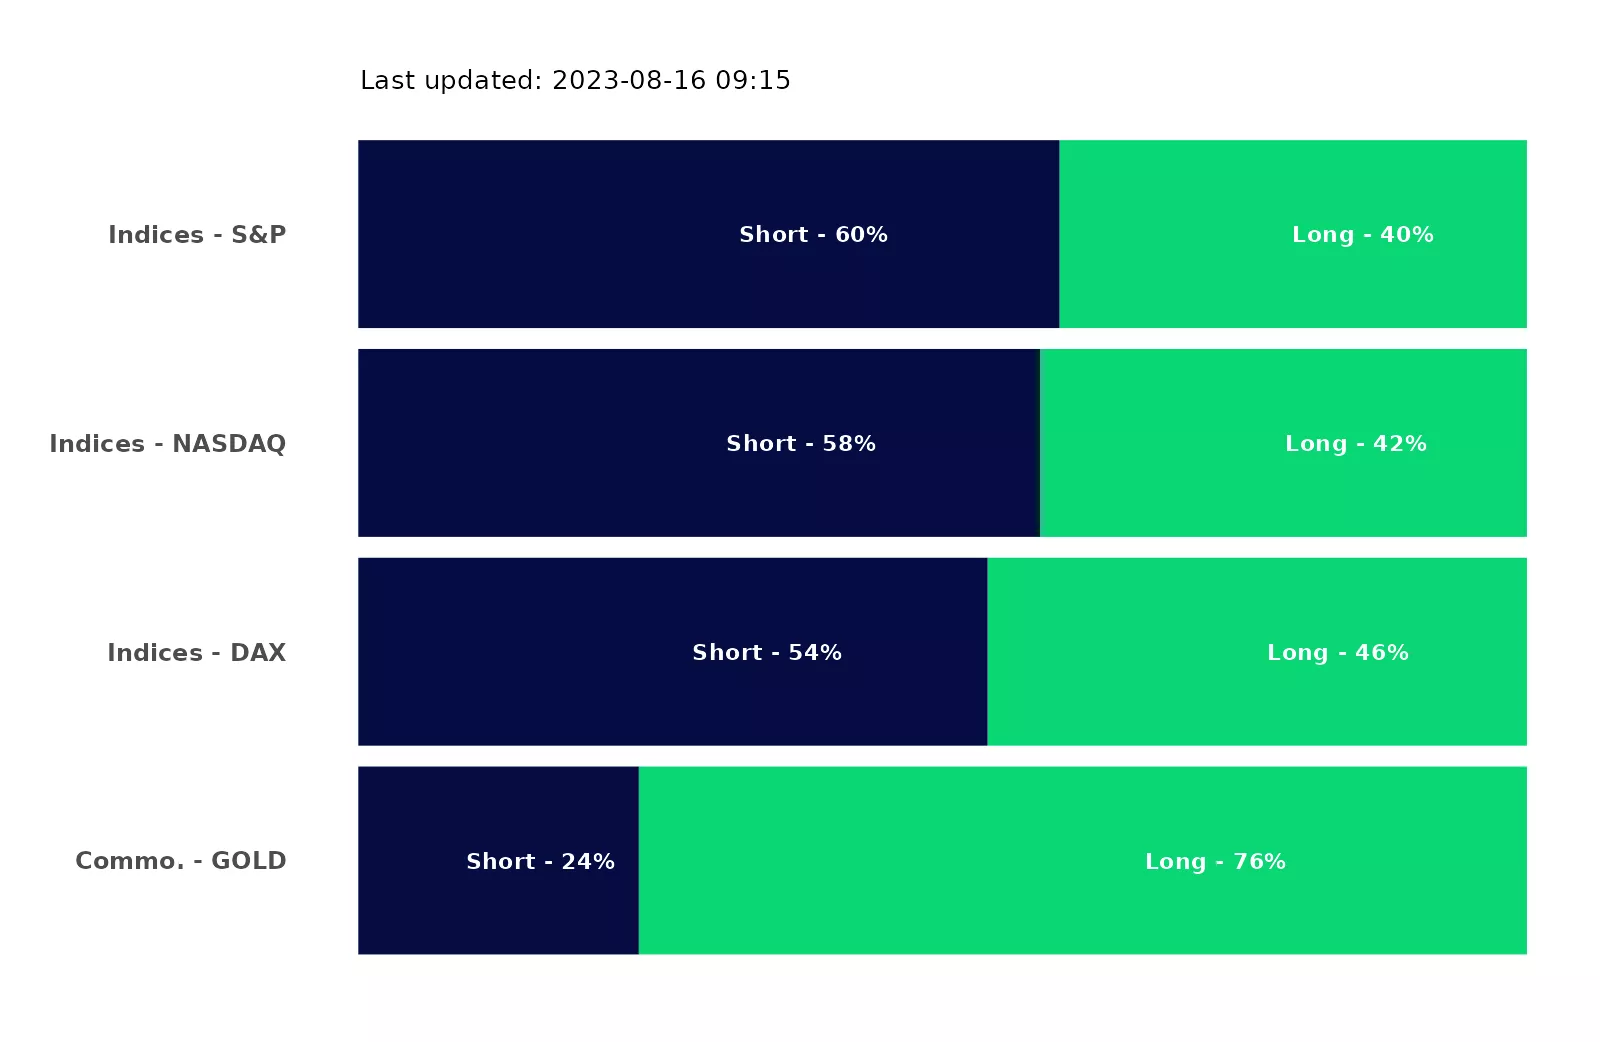 Last updated: 2023-08-16 09:15
Indices - S&P Short - 60% Long - 40%
Indices - NASDAQ Short - 58% Long - 42%
Indices - DAX Short - 54% Long - 46%
Commo. - GOLD Short - 24% Long - 76%